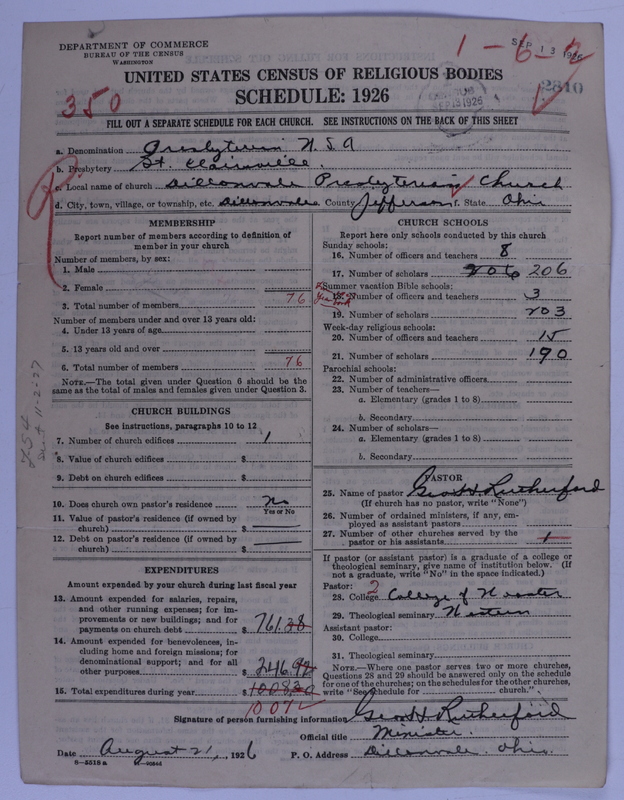 DEPARTMENT OF COMMERCE
BUREAU OF THE CENSUS
WASHINGTON
1-6-2
SEP 13 1926
UNITED STATES CENSUS OF RELIGIOUS BODIES
SCHEDULE: 1926
350
SEP 13 1926
2810
FILL OUT A SEPARATE SCHEDULE FOR EACH CHURCH. SEE INSTRUCTIONS ON THE BACK OF THIS SHEET
a. Denomination Presbyterian U.S.A
b. Presbytery St. Clairsville
c. Local name of church Dillonvale Presbyterian Church
d. City, town, village, or township, etc. Dillonvale County Jefferson f. State Ohio
R
MEMBERSHIP
Report number of members according to definition of
member in your church
Number of members, by sex:
1. Male
2. Female
3. Total number of members 76
Number of members under and over 13 years old:
4. Under 13 years of age
5. 13 years old and over
6. Total number of members 76
NOTE.—The total given under Question 6 should be the
same as the total of males and females given under Question 3.
CHURCH BUILDINGS
See instructions, paragraphs 10 to 12
7. Number of church edifices 1
8. Value of church edifices $
9. Debt on church edifices $
10. Does church own pastor's residence No
Yes or No
11. Value of pastor's residence (if owned by
church) $
12. Debt on pastor's residence (if owned by
church) $
EXPENDITURES
Amount expended by your church during last fiscal year
13. Amount expended for salaries, repairs,
and other running expenses; for im-
provements or new buildings; and for
payments on church debt $ 761.38
14. Amount expended for benevolences, in-
cluding home and foreign missions; for
denominational support; and for all
other purposes $ 246.92
15. Total expenditures during year $ 1008.30
1007
CHURCH SCHOOLS
Report here only schools conducted by this church
Sunday schools:
16. Number of officers and teachers 8
17. Number of scholars 206 206
Summer vacation Bible schools:
18. Number of officers and teachers 3
19. Number of scholars 203
Week-day religious schools:
20. Number of officers and teachers 15
21. Number of scholars 190
Parochial schools:
22. Number of administrative officers
23. Number of teachers—
a. Elementary (grades 1 to 8)
b. Secondary
24. Number of scholars—
a. Elementary (grades 1 to 8)
b. Secondary
PASTOR
25. Name of pastor Geo. H. Rutherford
(If church has no pastor, write "None")
26. Number of ordained ministers, if any, em-
ployed as assistant pastors
27. Number of other churches served by the
pastor or his assistants 1
If pastor (or assistant pastor) is a graduate of a college or
theological seminary, give name of institution below. (If
not a graduate, write "No" in the space indicated.)
Pastor: 2
28. College College of Wooster
29. Theological seminary Western
Assistant pastor:
30. College
31. Theological seminary
NOTE.—Where one pastor serves two or more churches,
Questions 28 and 29 should be answered only on the schedule
for one of the churches; on the schedules for the other churches,
write "See Schedule for church."
Signature of person furnishing information Geo H Rutherford
Official title Minister
Date August 21, 1926 P. O. Address Dillonvale. Ohio.
8-5518a
254
Sent 11-2-27